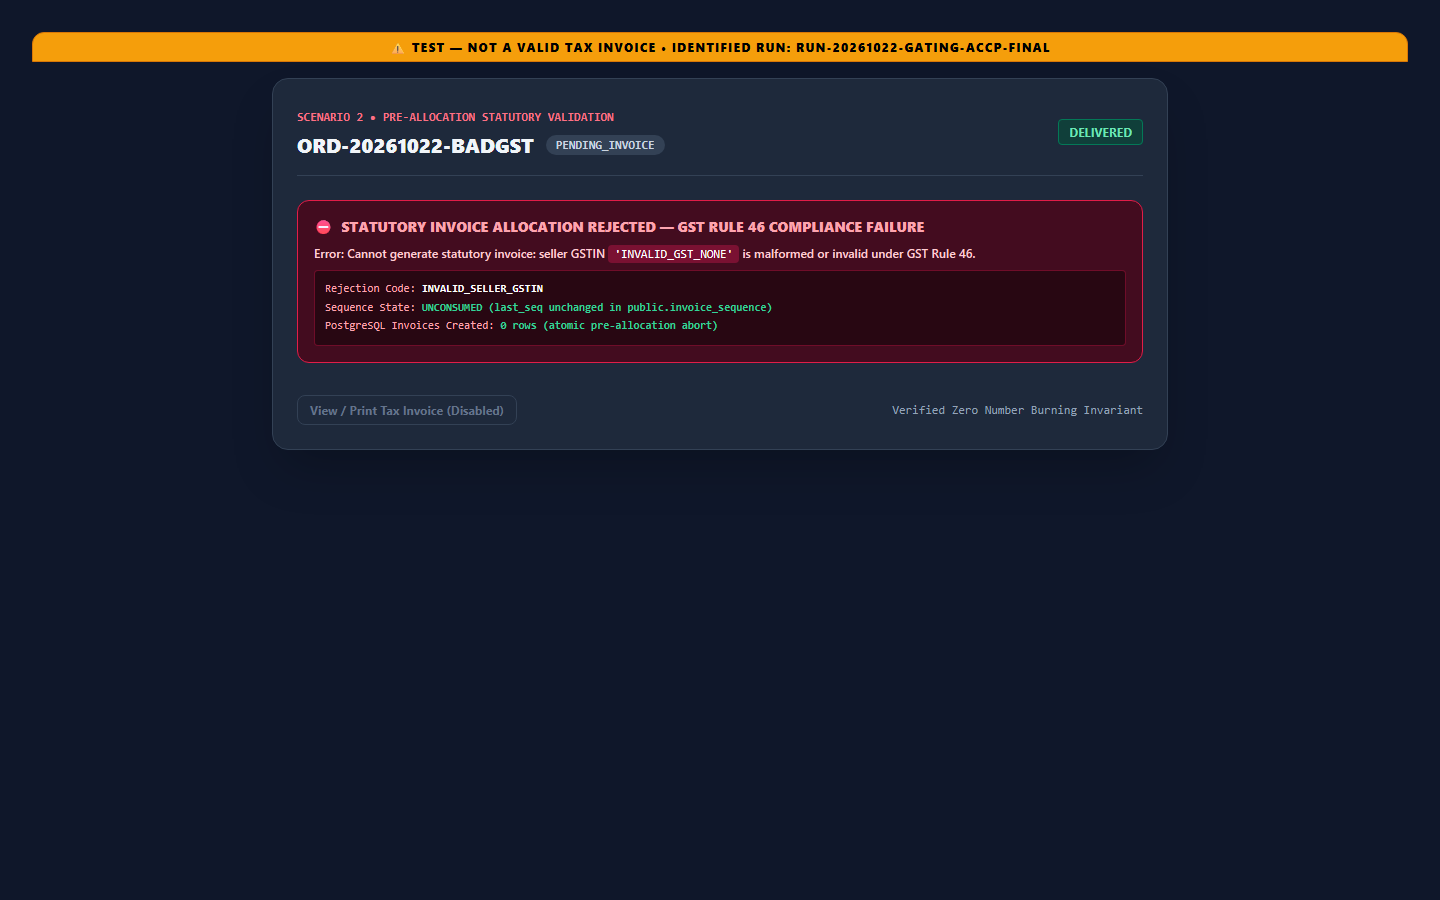 ⚠️ TEST — NOT A VALID TAX INVOICE • IDENTIFIED RUN: RUN-20261022-GATING-ACCP-FINAL
SCENARIO 2 • PRE-ALLOCATION STATUTORY VALIDATION
ORD-20261022-BADGST PENDING_INVOICE
DELIVERED
⛔ STATUTORY INVOICE ALLOCATION REJECTED — GST RULE 46 COMPLIANCE FAILURE
Error: Cannot generate statutory invoice: seller GSTIN 'INVALID_GST_NONE' is malformed or invalid under GST Rule 46.
Rejection Code: INVALID_SELLER_GSTIN
Sequence State: UNCONSUMED (last_seq unchanged in public.invoice_sequence)
PostgreSQL Invoices Created: 0 rows (atomic pre-allocation abort)
View / Print Tax Invoice (Disabled)
Verified Zero Number Burning Invariant